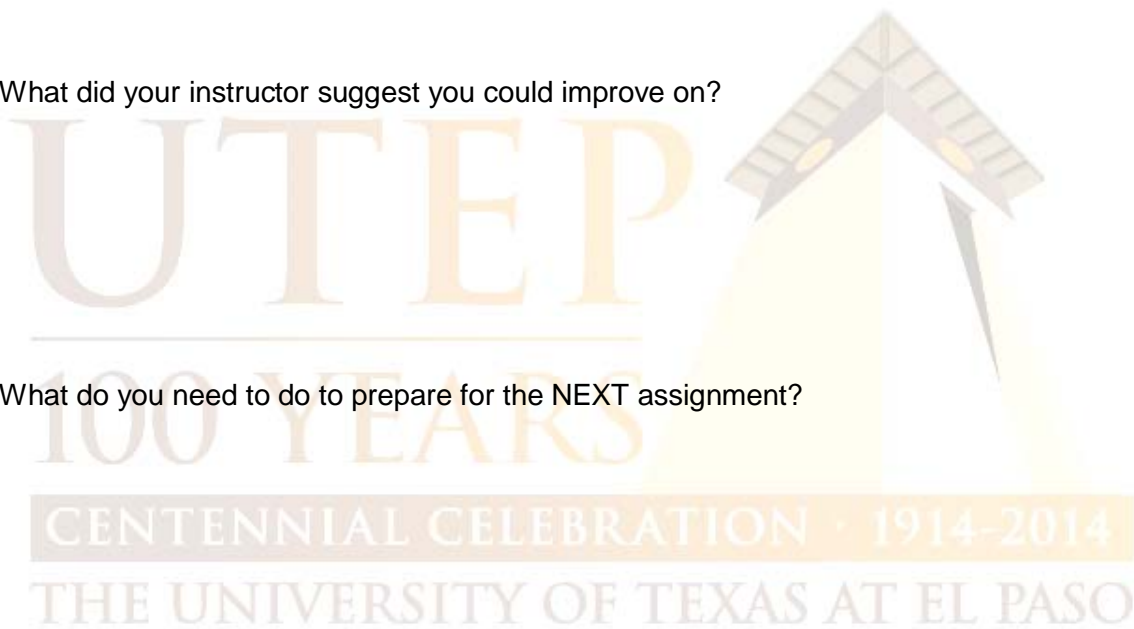 What did your instructor suggest you could improve on?
UTEP
What do you need to do to prepare for the NEXT assignment?
100 YEARS
CENTENNIAL CELEBRATION · 1914-2014
THE UNIVERSITY OF TEXAS AT EL PASO